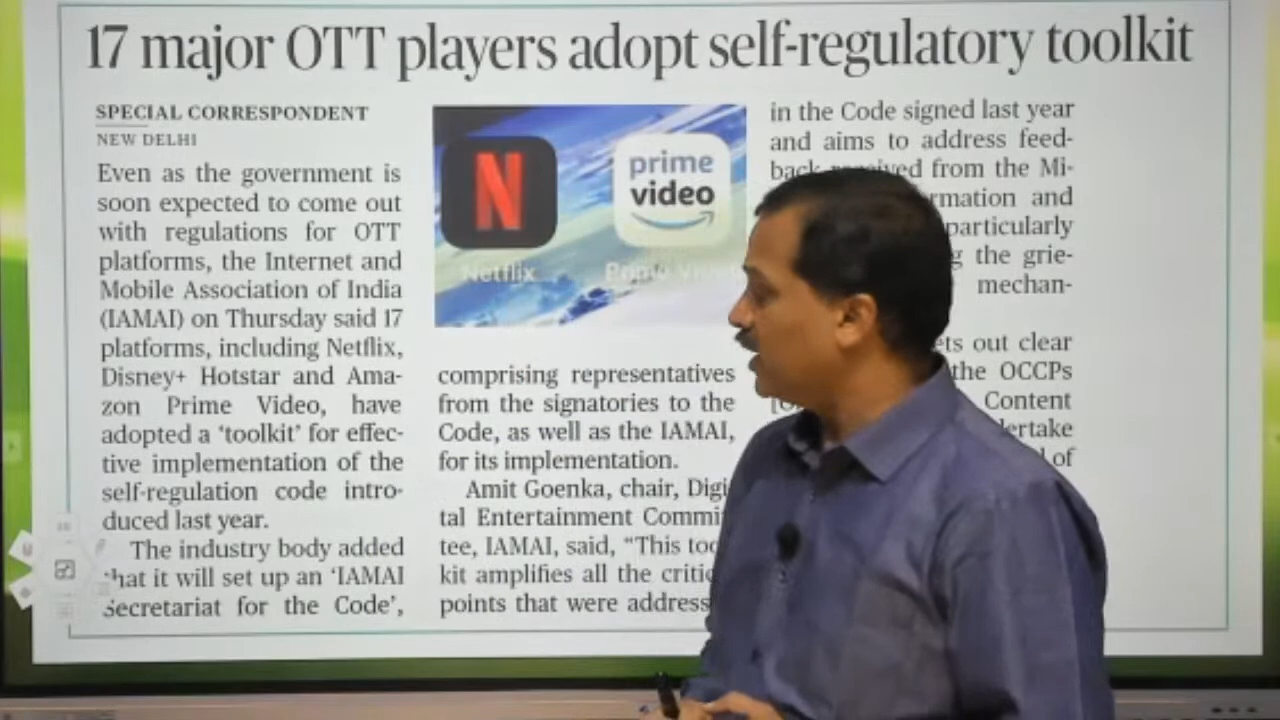 17 major OTT players adopt self-regulatory toolkit
SPECIAL CORRESPONDENT
NEW DELHI
Even as the government is
soon expected to come out
with regulations for OTT
platforms, the Internet and
Mobile Association of India
(IAMAI) on Thursday said 17
platforms, including Netflix,
Disney+ Hotstar and Ama-
zon Prime Video, have
adopted a ‘toolkit’ for effec-
tive implementation of the
self-regulation code intro-
duced last year.
The industry body added
that it will set up an ‘IAMAI
Secretariat for the Code’,
N
prime
video
Netflix
comprising representatives
from the signatories to the
Code, as well as the IAMAI,
for its implementation.
Amit Goenka, chair, Digi
tal Entertainment Commi
tee, IAMAI, said, “This too
kit amplifies all the critic
points that were address
in the Code signed last year
and aims to address feed-
back received from the Mi-
rmation and
particularly
g the grie-
mechan-
ets out clear
the OCCPs
Content
ertake
of